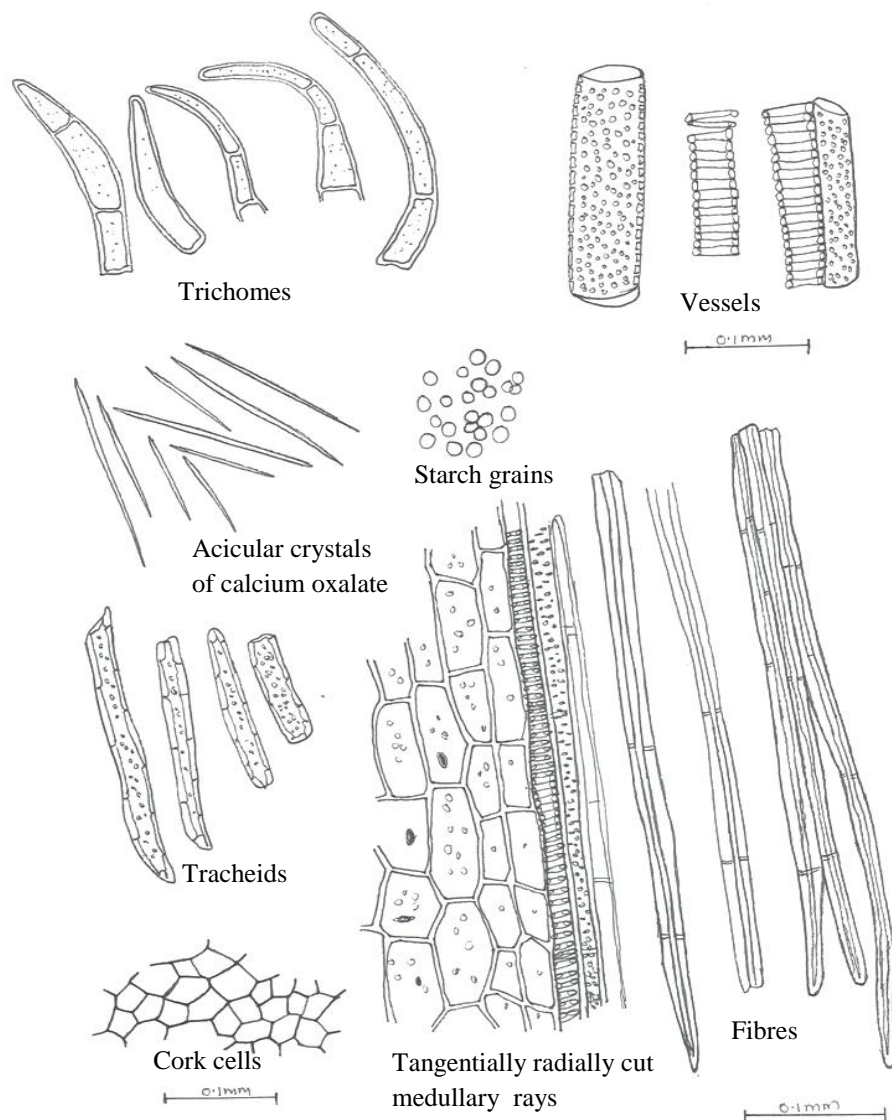 Trichomes
Vessels
0.1mm
Starch grains
Acicular crystals
of calcium oxalate
Tracheids
Fibres
Cork cells
0.1mm
Tangentially radially cut
medullary rays
0.1mm